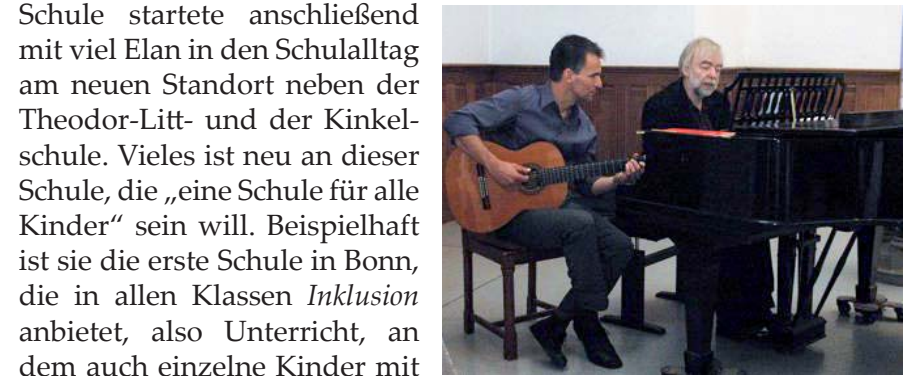 Schule startete anschließend
mit viel Elan in den Schulalltag
am neuen Standort neben der
Theodor-Litt- und der Kinkel-
schule. Vieles ist neu an dieser
Schule, die „eine Schule für alle
Kinder“ sein will. Beispielhaft
ist sie die erste Schule in Bonn,
die in allen Klassen Inklusion
anbietet, also Unterricht, an
dem auch einzelne Kinder mit